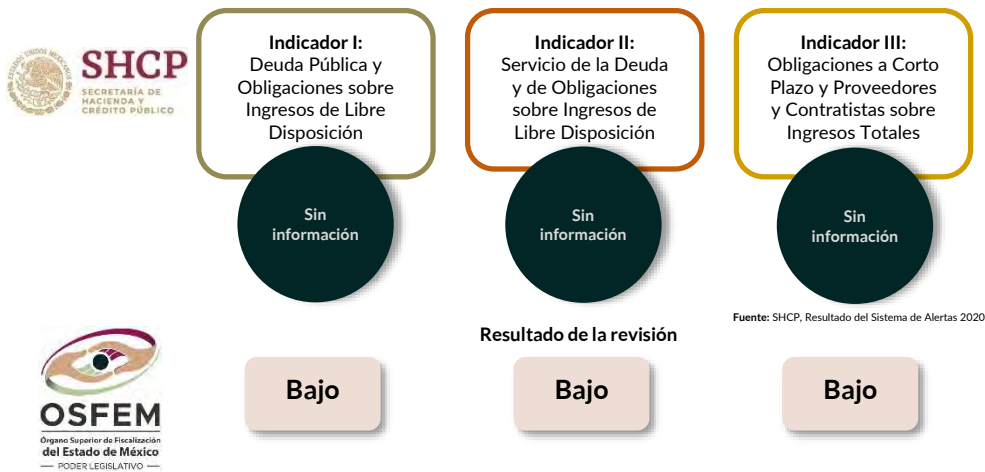 SHCP
SECRETARÍA DE
HACIENDA Y
CRÉDITO PÚBLICO
Indicador I:
Deuda Pública y
Obligaciones sobre
Ingresos de Libre
Disposición
Sin
información
Indicador II:
Servicio de la Deuda
y de Obligaciones
sobre Ingresos de
Libre Disposición
Sin
información
Indicador III:
Obligaciones a Corto
Plazo y Proveedores
y Contratistas sobre
Ingresos Totales
Sin
información
Fuente: SHCP, Resultado del Sistema de Alertas 2020
Resultado de la revisión
OSFEM
Órgano Superior de Fiscalización
del Estado de México
PODER LEGISLATIVO
Bajo
Bajo
Bajo